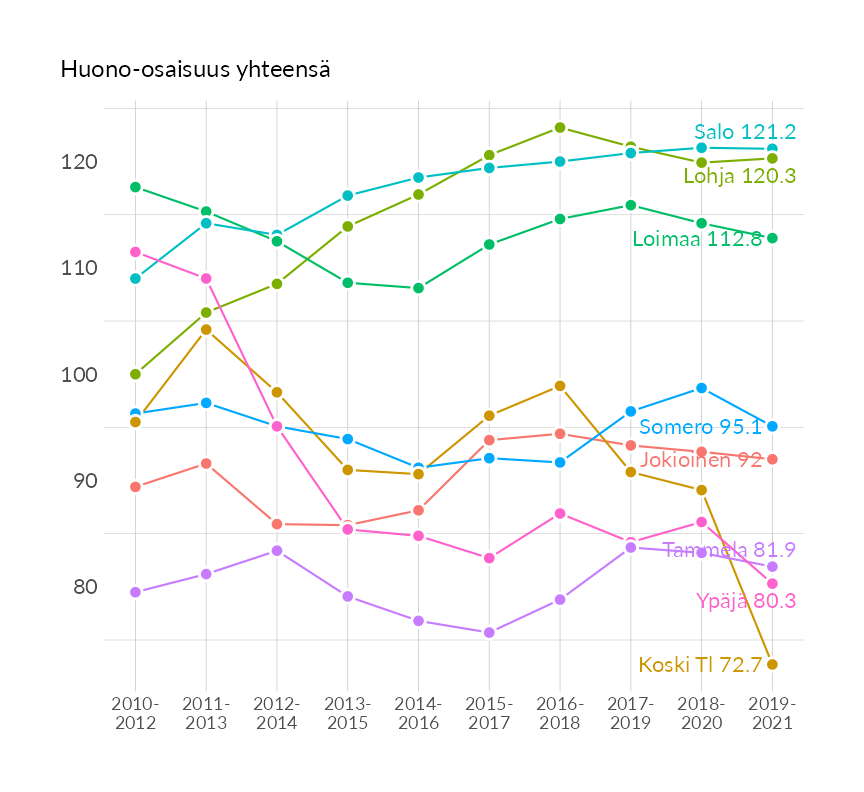 Huono-osaisuus yhteensä
Salo 121.2
120
Lohja 120.3
Loimaa 112.8
110
100
Somero 95.1
Jokioinen 92
90
Tammela 81.9
80
Ypäjä 80.3
Koski Tl 72.7
2010- 2011- 2012- 2013- 2014- 2015- 2016- 2017- 2018- 2019-
2012 2013 2014 2015 2016 2017 2018 2019 2020 2021